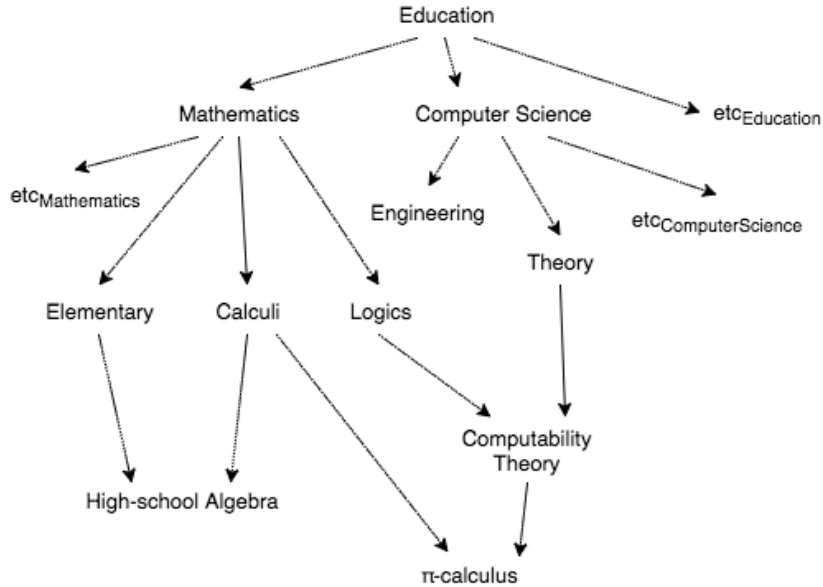 Education
Mathematics
Computer Science
etcEducation
etcMathematics
Engineering
etcComputerScience
Theory
Elementary
Calculi
Logics
Computability
Theory
High-school Algebra
π-calculus